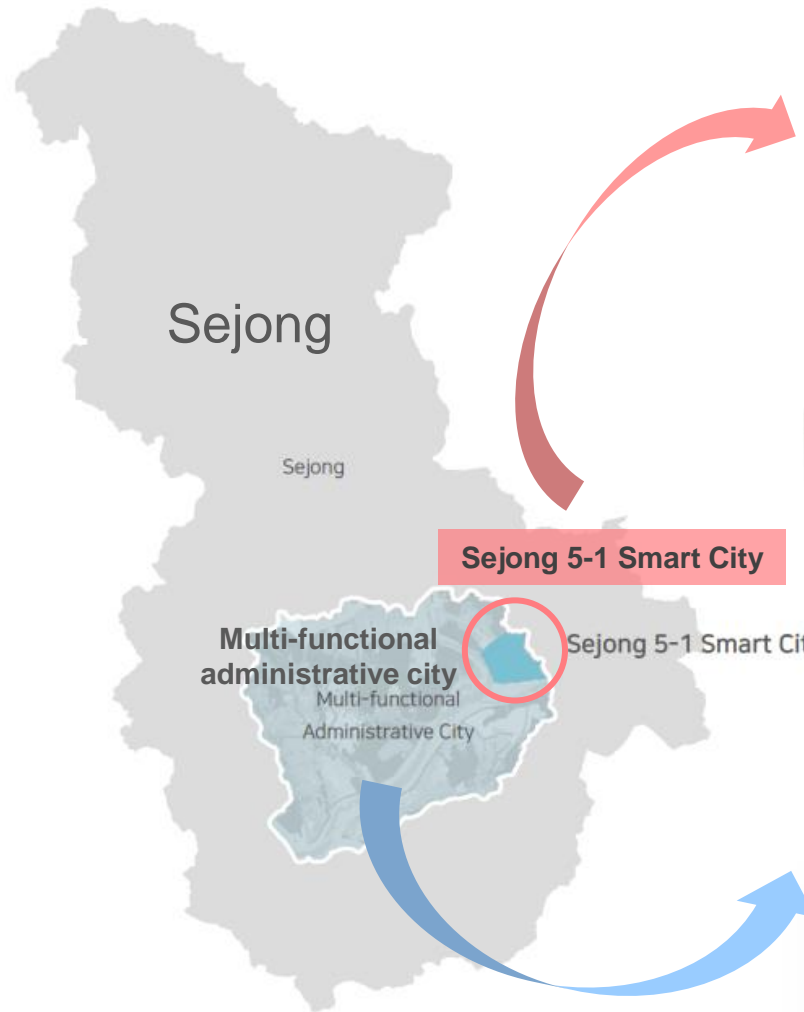 Sejong
Sejong
Sejong 5-1 Smart City
Multi-functional
administrative city
Sejong 5-1 Smart Cit
Multi-functional
Administrative City